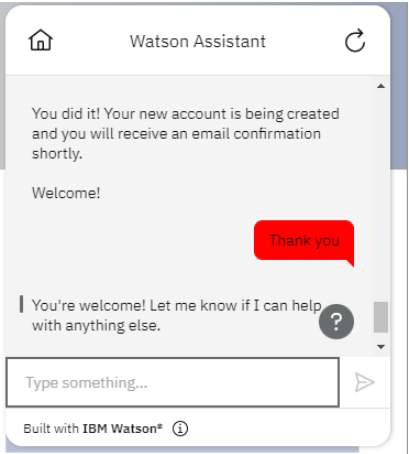 Watson Assistant
You did it! Your new account is being created
and you will receive an email confirmation
shortly.
Welcome!
Thank you
You're welcome! Let me know if I can help
with anything else.
?
Type something...
Built with IBM Watson®